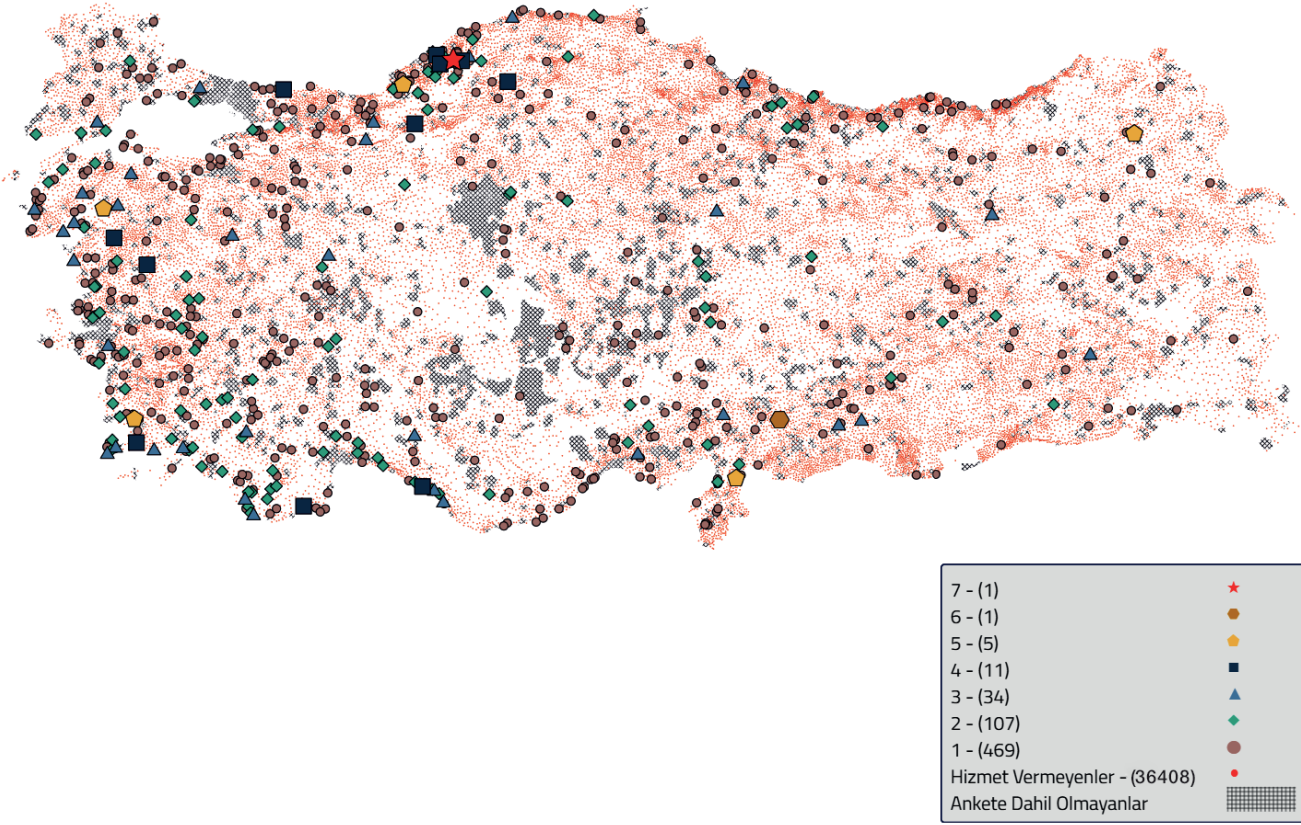 7 - (1)
6 - (1)
5 - (5)
4 - (11)
3 - (34)
2 - (107)
1 - (469)
Hizmet Vermeyenler - (36408)
Ankete Dahil Olmayanlar